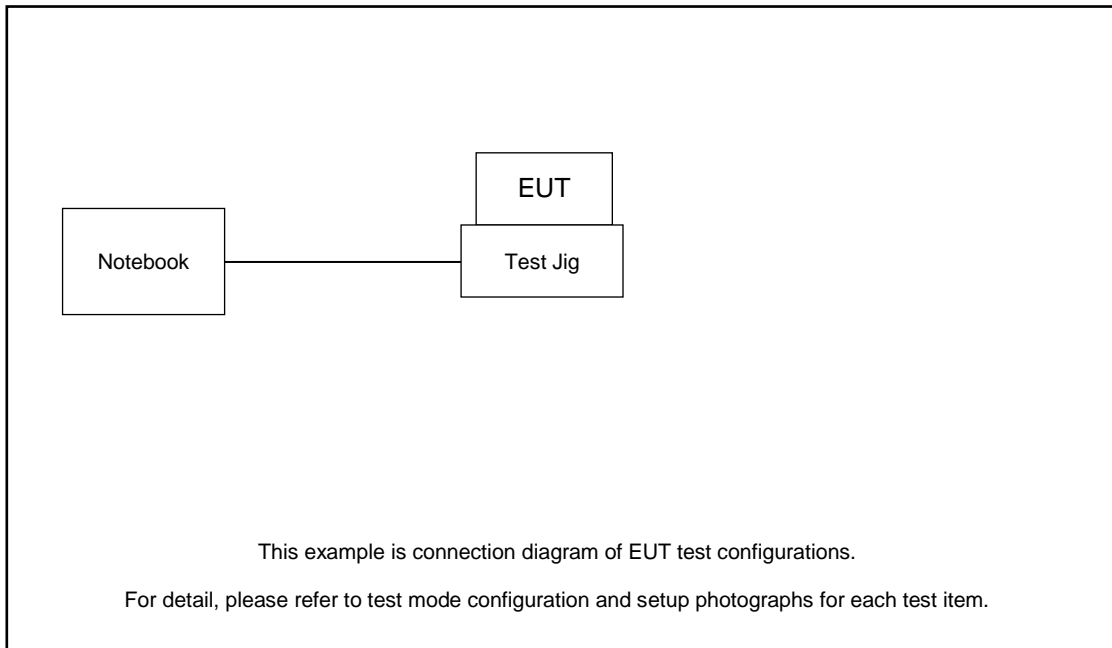 EUT
Notebook
Test Jig
This example is connection diagram of EUT test configurations.
For detail, please refer to test mode configuration and setup photographs for each test item.